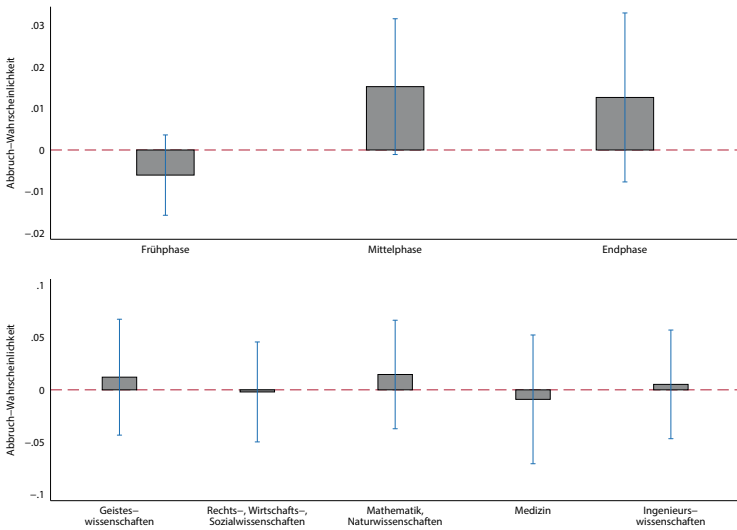 Abbruch–Wahrscheinlichkeit
.03
.02
.01
0
–.01
–.02
Frühphase
Mittelphase
Endphase
Abbruch–Wahrscheinlichkeit
.1
.05
0
–.05
–.1
Geistes–
wissenschaften
Rechts–, Wirtschafts–,
Sozialwissenschaften
Mathematik,
Naturwissenschaften
Medizin
Ingenieurs–
wissenschaften